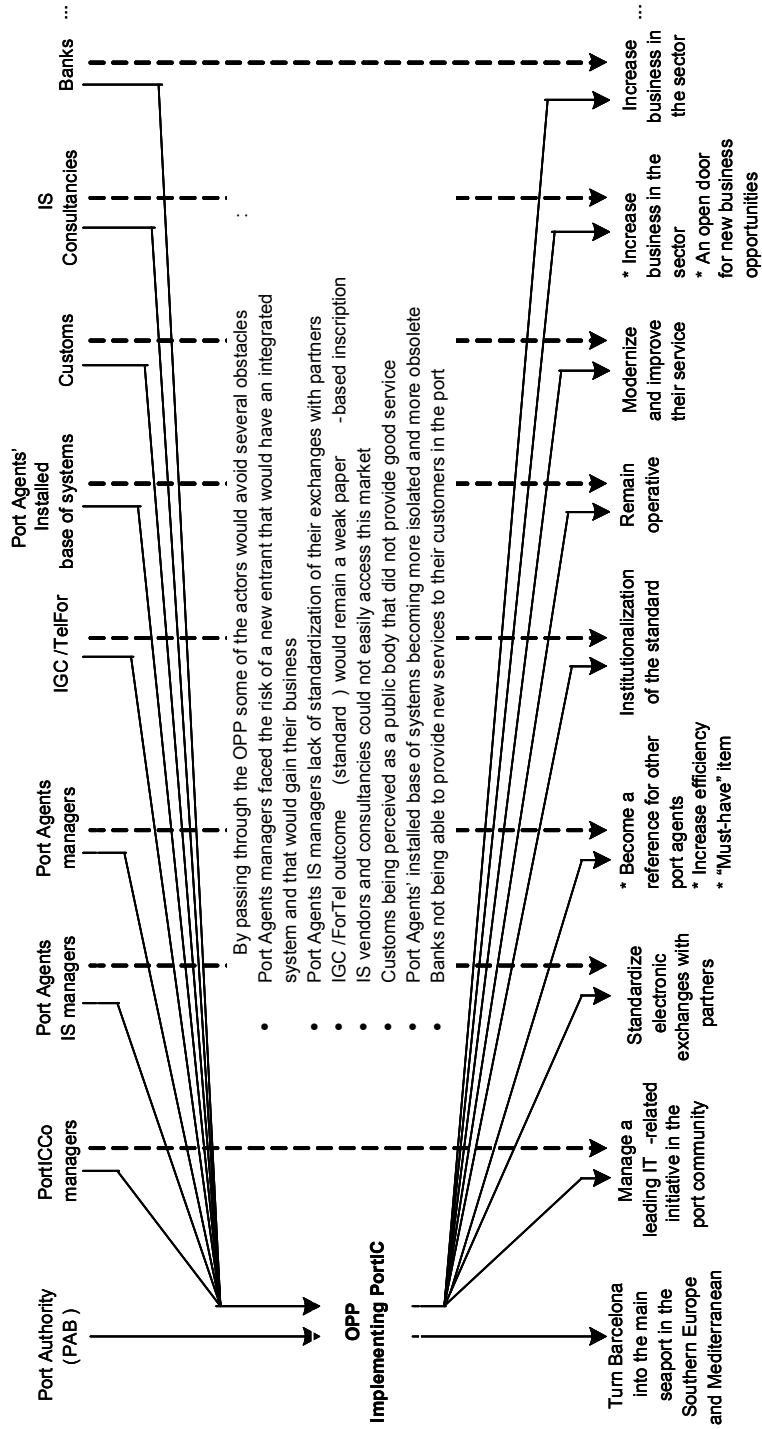 Port Authority
(PAB )
PortICCo
managers
Port Agents
IS managers
Port Agents
managers
IGC /TelFor
Port Agents'
Installed
base of systems
Customs
IS
Consultancies
Banks
...
By passing through the OPP some of the actors would avoid several obstacles
:
• Port Agents managers faced the risk of a new entrant that would have an integrated
system and that would gain their business
• Port Agents IS managers lack of standardization of their exchanges with partners
• IGC /ForTel outcome (standard ) would remain a weak paper -based inscription
• IS vendors and consultancies could not easily access this market
• Customs being perceived as a public body that did not provide good service
• Port Agents' installed base of systems becoming more isolated and more obsolete
• Banks not being able to provide new services to their customers in the port
OPP
Implementing PortIC
Turn Barcelona
into the main
seaport in the
Southern Europe
and Mediterranean
Manage a
leading IT -related
initiative in the
port community
Standardize
electronic
exchanges with
partners
* Become a
reference for other
port agents
* Increase efficiency
* “Must-have” item
Institutionalization
of the standard
Remain
operative
Modernize
and improve
their service
* Increase
business in the
sector
* An open door
for new business
opportunities
Increase
business in
the sector
...